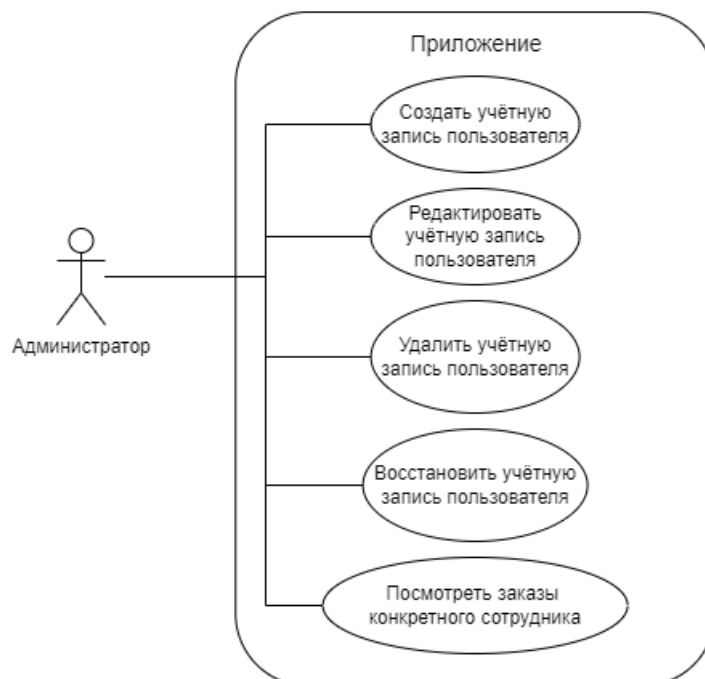 Приложение
Создать учётную
запись пользователя
Редактировать
учётную запись
пользователя
Администратор
Удалить учётную
запись пользователя
Восстановить учётную
запись пользователя
Посмотреть заказы
конкретного сотрудника